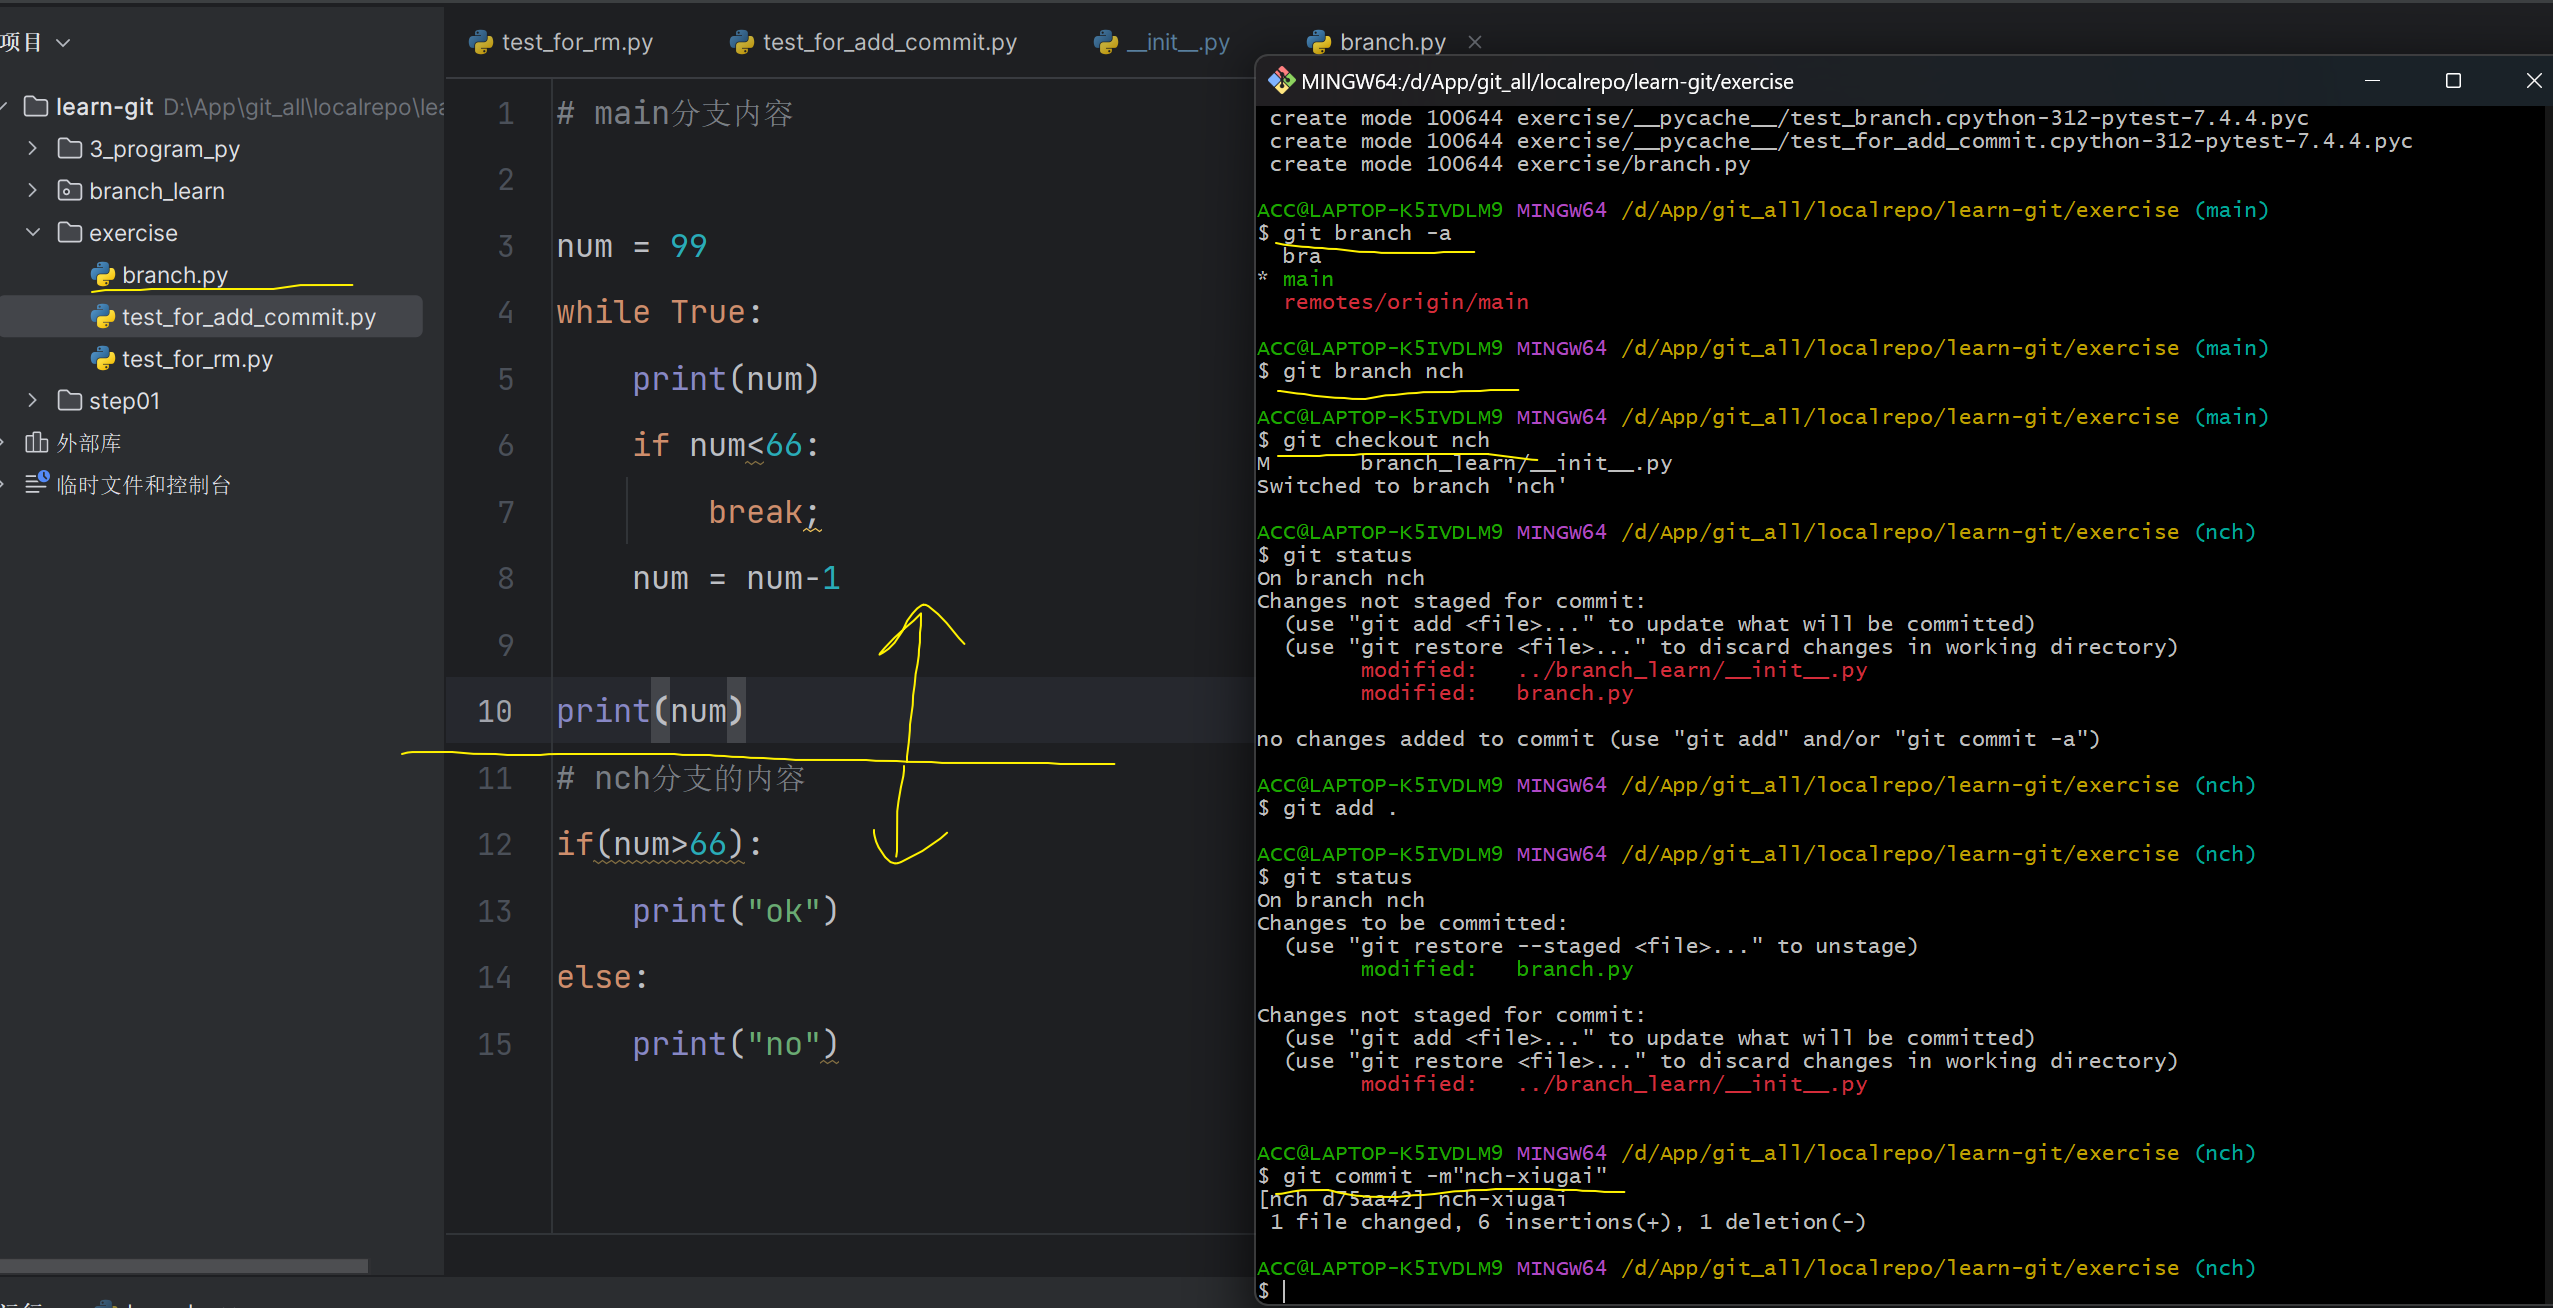 项目
learn-git D:\App\git_all\localrepo\lea
3_program_py
branch_learn
exercise
branch.py
test_for_add_commit.py
test_for_rm.py
step01
外部库
临时文件和控制台
test_for_rm.py test_for_add_commit.py __init__.py branch.py
1 # main分支内容
2
3 num = 99
4 while True:
5 print(num)
6 if num<66:
7 break;
8 num = num-1
9
10 print(num)
11 # nch分支的内容
12 if(num>66):
13 print("ok")
14 else:
15 print("no")
MINGW64:/d/App/git_all/localrepo/learn-git/exercise
create mode 100644 exercise/__pycache__/test_branch.cpython-312-pytest-7.4.4.pyc
create mode 100644 exercise/__pycache__/test_for_add_commit.cpython-312-pytest-7.4.4.pyc
create mode 100644 exercise/branch.py
ACC@LAPTOP-K5IVDLM9 MINGW64 /d/App/git_all/localrepo/learn-git/exercise (main)
$ git branch -a
bra
* main
remotes/origin/main
ACC@LAPTOP-K5IVDLM9 MINGW64 /d/App/git_all/localrepo/learn-git/exercise (main)
$ git branch nch
ACC@LAPTOP-K5IVDLM9 MINGW64 /d/App/git_all/localrepo/learn-git/exercise (main)
$ git checkout nch
M branch_learn/__init__.py
Switched to branch 'nch'
ACC@LAPTOP-K5IVDLM9 MINGW64 /d/App/git_all/localrepo/learn-git/exercise (nch)
$ git status
On branch nch
Changes not staged for commit:
(use "git add <file>..." to update what will be committed)
(use "git restore <file>..." to discard changes in working directory)
modified: ../branch_learn/__init__.py
modified: branch.py
no changes added to commit (use "git add" and/or "git commit -a")
ACC@LAPTOP-K5IVDLM9 MINGW64 /d/App/git_all/localrepo/learn-git/exercise (nch)
$ git add .
ACC@LAPTOP-K5IVDLM9 MINGW64 /d/App/git_all/localrepo/learn-git/exercise (nch)
$ git status
On branch nch
Changes to be committed:
(use "git restore --staged <file>..." to unstage)
modified: branch.py
Changes not staged for commit:
(use "git add <file>..." to update what will be committed)
(use "git restore <file>..." to discard changes in working directory)
modified: ../branch_learn/__init__.py
ACC@LAPTOP-K5IVDLM9 MINGW64 /d/App/git_all/localrepo/learn-git/exercise (nch)
$ git commit -m"nch-xiugai"
[nch d75aa42] nch-xiugai
1 file changed, 6 insertions(+), 1 deletion(-)
ACC@LAPTOP-K5IVDLM9 MINGW64 /d/App/git_all/localrepo/learn-git/exercise (nch)
$